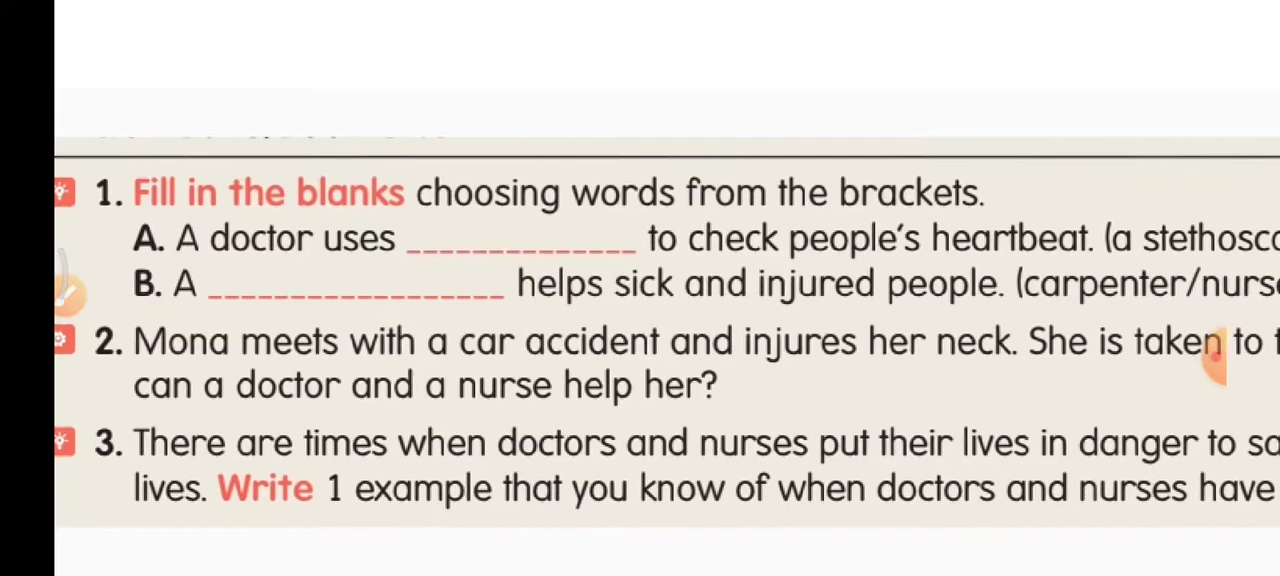 1. Fill in the blanks choosing words from the brackets.
A. A doctor uses ______________ to check people's heartbeat. (a
B. A __________________ helps sick and injured people. (carpenter/
2. Mona meets with a car accident and injures her neck. She is taken to
can a doctor and a nurse help her?
3. There are times when doctors and nurses put their lives in danger to
lives. Write 1 example that you know of when doctors and nurses have